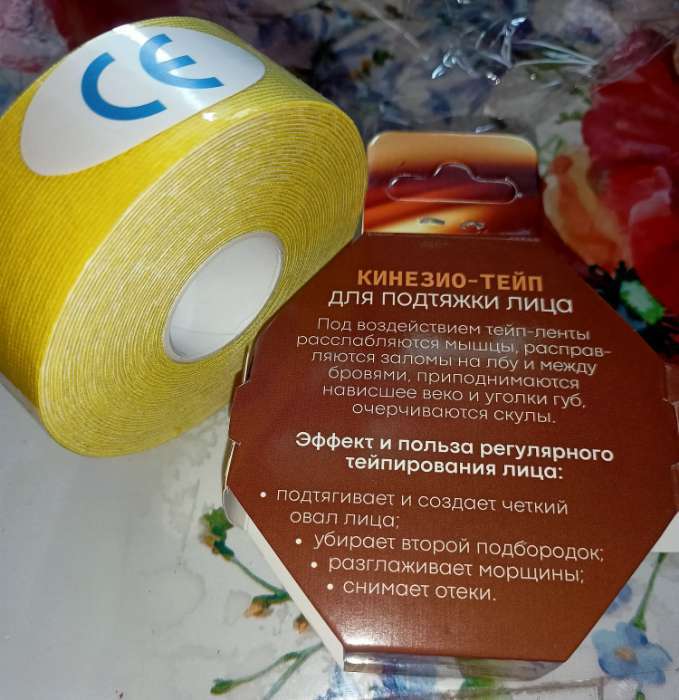 CE
КИНЕЗИО-ТЕЙП
ДЛЯ ПОДТЯЖКИ ЛИЦА
Под воздействием тейп-ленты
расслабляются мышцы, расправ-
ляются заломы на лбу и между
бровями, приподнимаются
нависшее веко и уголки губ,
очерчиваются скулы.
Эффект и польза регулярного
тейпирования лица:
• подтягивает и создает четкий
овал лица;
• убирает второй подбородок;
• разглаживает морщины;
• снимает отеки.